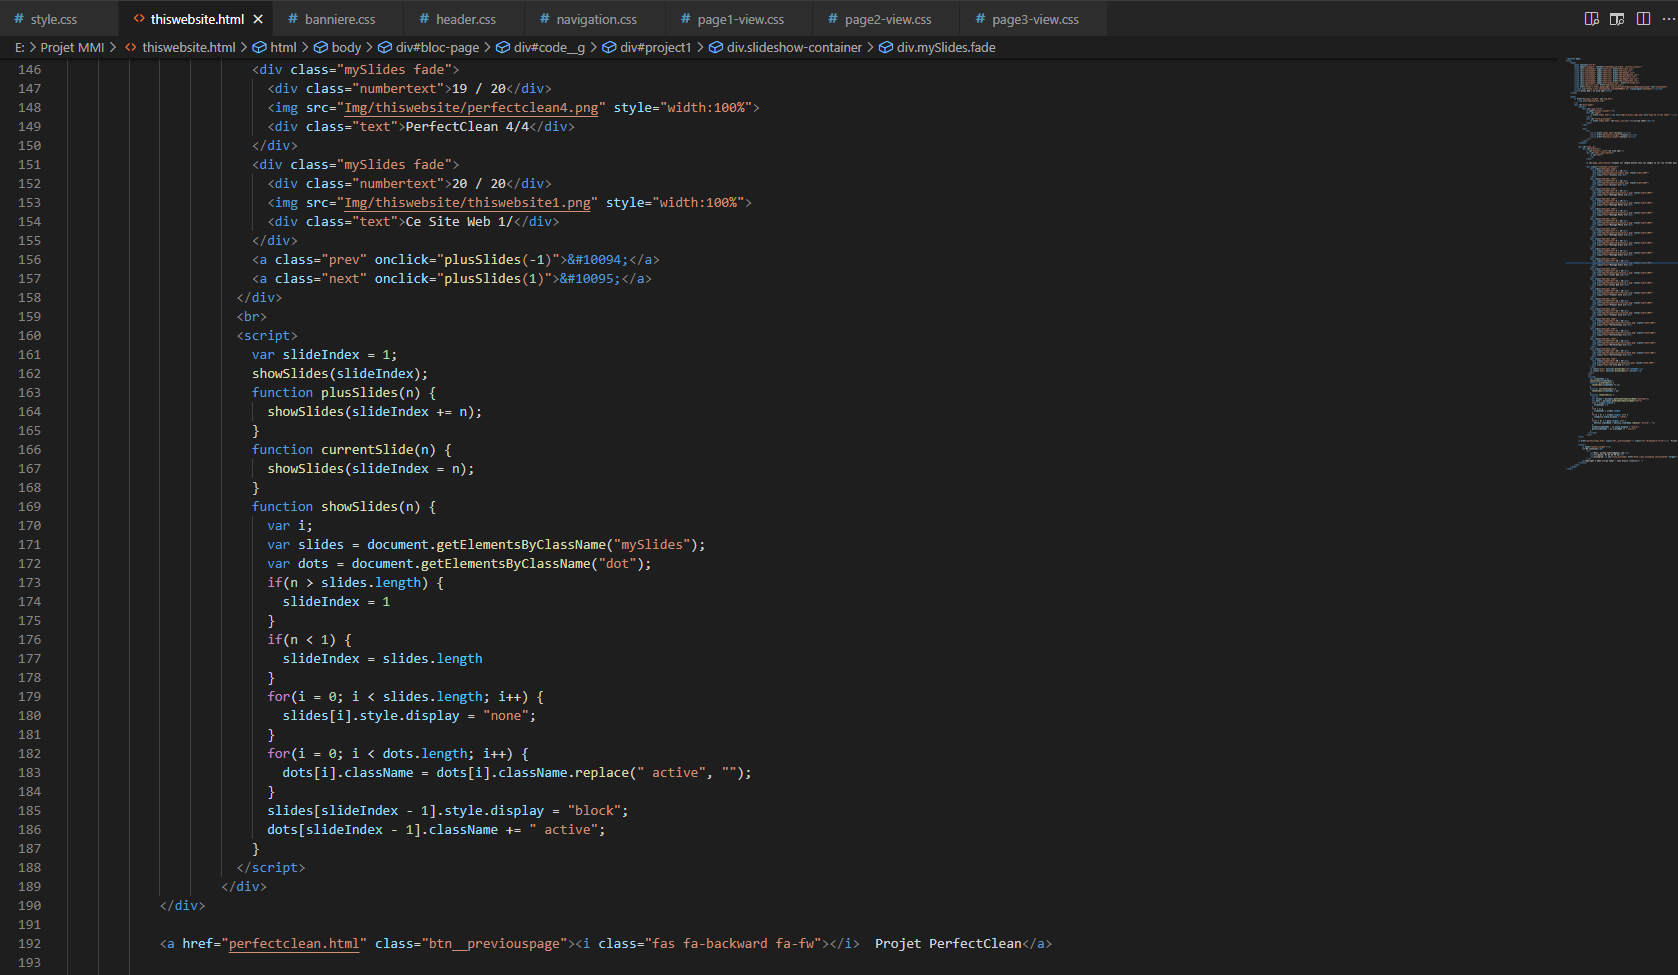 style.css thiswebsite.html banniere.css header.css navigation.css page1-view.css page2-view.css page3-view.css
E: > Projet MMI > thiswebsite.html > html > body > div#bloc-page > div#code__g > div#project1 > div.slideshow-container > div.mySlides.fade
146 <div class="mySlides fade">
147 <div class="numbertext">19 / 20</div>
148 <img src="Img/thiswebsite/perfectclean4.png" style="width:100%">
149 <div class="text">PerfectClean 4/4</div>
150 </div>
151 <div class="mySlides fade">
152 <div class="numbertext">20 / 20</div>
153 <img src="Img/thiswebsite/thiswebsite1.png" style="width:100%">
154 <div class="text">Ce Site Web 1/</div>
155 </div>
156 <a class="prev" onclick="plusSlides(-1)">&#10094;</a>
157 <a class="next" onclick="plusSlides(1)">&#10095;</a>
158 </div>
159 <br>
160 <script>
161 var slideIndex = 1;
162 showSlides(slideIndex);
163 function plusSlides(n) {
164 showSlides(slideIndex += n);
165 }
166 function currentSlide(n) {
167 showSlides(slideIndex = n);
168 }
169 function showSlides(n) {
170 var i;
171 var slides = document.getElementsByClassName("mySlides");
172 var dots = document.getElementsByClassName("dot");
173 if(n > slides.length) {
174 slideIndex = 1
175 }
176 if(n < 1) {
177 slideIndex = slides.length
178 }
179 for(i = 0; i < slides.length; i++) {
180 slides[i].style.display = "none";
181 }
182 for(i = 0; i < dots.length; i++) {
183 dots[i].className = dots[i].className.replace(" active", "");
184 }
185 slides[slideIndex - 1].style.display = "block";
186 dots[slideIndex - 1].className += " active";
187 }
188 </script>
189 </div>
190 </div>
191
192 <a href="perfectclean.html" class="btn__previouspage"><i class="fas fa-backward fa-fw"></i>  Projet PerfectClean</a>
193